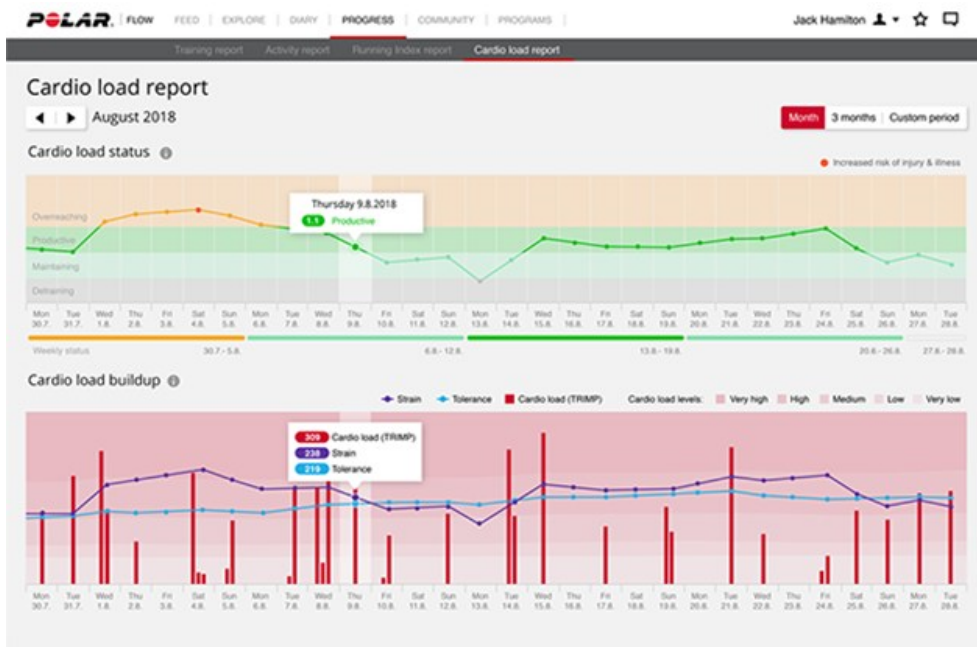 POLAR. FLOW FEED EXPLORE DIARY PROGRESS COMMUNITY PROGRAMS Jack Hamilton
Training report Activity report Running Index report Cardio load report
Cardio load report
August 2018
Month 3 months Custom period
Cardio load status
Increased risk of injury & illness
Thursday 9.8.2018
1.1 Productive
Overreaching
Productive
Maintaining
Detraining
Mon Tue Wed Thu Fri Sat Sun Mon Tue Wed Thu Fri Sat Sun Mon Tue Wed Thu Fri Sat Sun Mon Tue Wed Thu Fri Sat Sun Mon Tue
30.7. 31.7. 1.8. 2.8. 3.8. 4.8. 5.8. 6.8. 7.8. 8.8. 9.8. 10.8. 11.8. 12.8. 13.8. 14.8. 15.8. 16.8. 17.8. 18.8. 19.8. 20.8. 21.8. 22.8. 23.8. 24.8. 25.8. 26.8. 27.8. 28.8.
Weekly status 30.7. - 5.8. 6.8. - 12.8. 13.8. - 19.8. 20.8. - 26.8. 27.8. - 28.8.
Cardio load buildup
Strain Tolerance Cardio load (TRIMP) Cardio load levels: Very high High Medium Low Very low
309 Cardio load (TRIMP)
238 Strain
219 Tolerance
Mon Tue Wed Thu Fri Sat Sun Mon Tue Wed Thu Fri Sat Sun Mon Tue Wed Thu Fri Sat Sun Mon Tue Wed Thu Fri Sat Sun Mon Tue
30.7. 31.7. 1.8. 2.8. 3.8. 4.8. 5.8. 6.8. 7.8. 8.8. 9.8. 10.8. 11.8. 12.8. 13.8. 14.8. 15.8. 16.8. 17.8. 18.8. 19.8. 20.8. 21.8. 22.8. 23.8. 24.8. 25.8. 26.8. 27.8. 28.8.